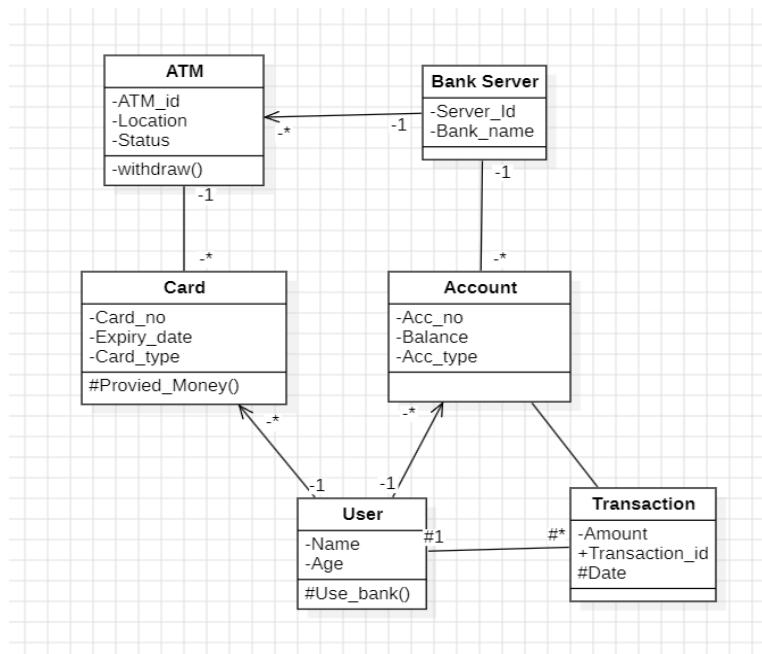 ATM
-ATM_id
-Location
-Status
-withdraw()
Bank Server
-Server_Id
-Bank_name
-*
-1
-1
-1
-*
-*
Card
-Card_no
-Expiry_date
-Card_type
#Provied_Money()
Account
-Acc_no
-Balance
-Acc_type
-*
-*
-1
-1
User
-Name
-Age
#Use_bank()
#1
#*
Transaction
-Amount
+Transaction_id
#Date